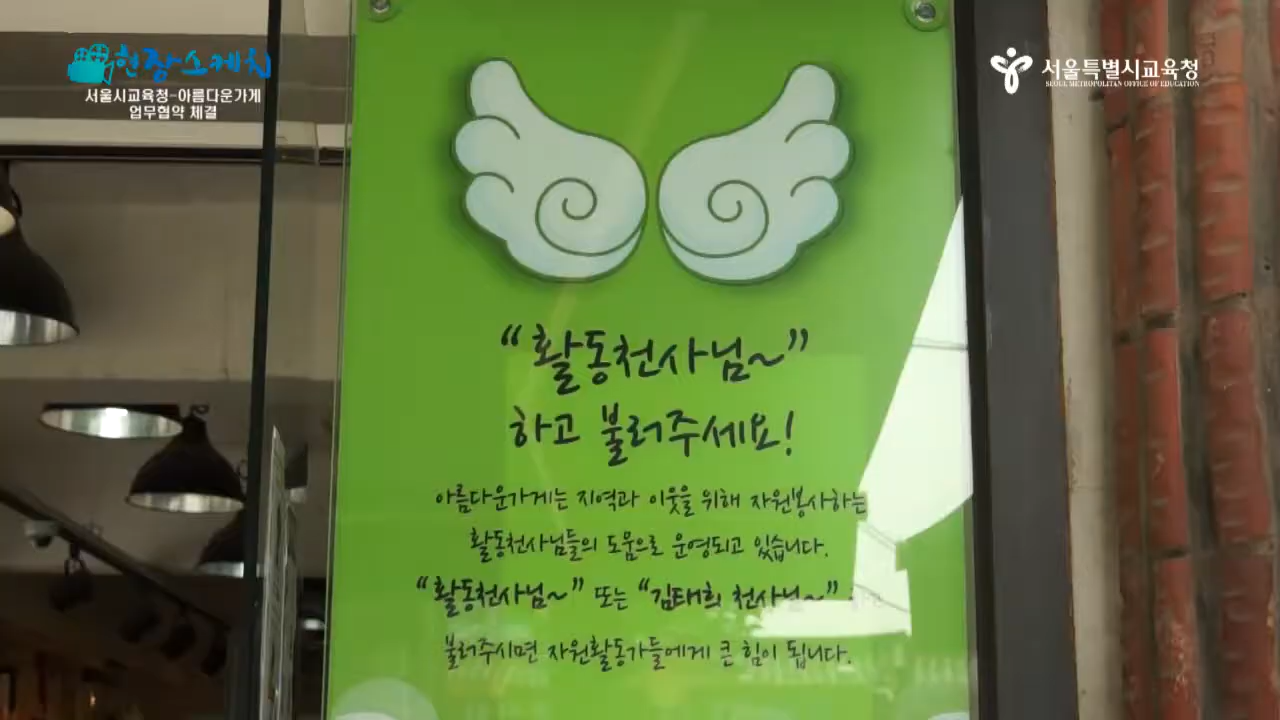 현장스케치
서울시교육청-아름다운가게
업무협약 체결
서울특별시교육청
SEOUL METROPOLITAN OFFICE OF EDUCATION
“활동천사님~”
하고 불러주세요!
아름다운가게는 지역과 이웃을 위해 자원봉사하는
활동천사님들의 도움으로 운영되고 있습니다.
“활동천사님~” 또는 “김태희 천사님~”
불러주시면 자원활동가들에게 큰 힘이 됩니다.